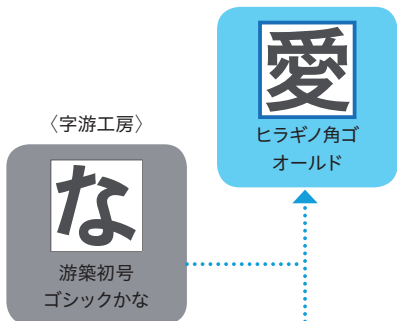 愛
ヒラギノ角ゴ
オールド
〈字游工房〉
な
游築初号
ゴシックかな